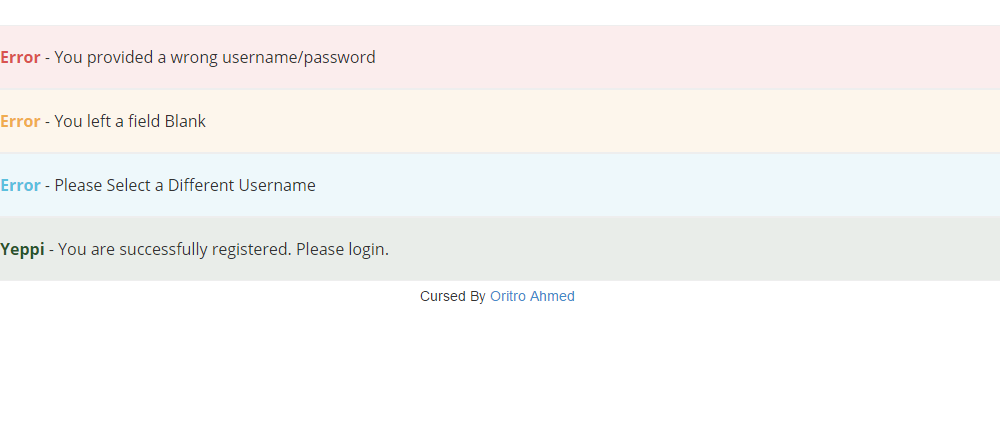 Error - You provided a wrong username/password
Error - You left a field Blank
Error - Please Select a Different Username
Yeppi - You are successfully registered. Please login.
Cursed By Oritro Ahmed